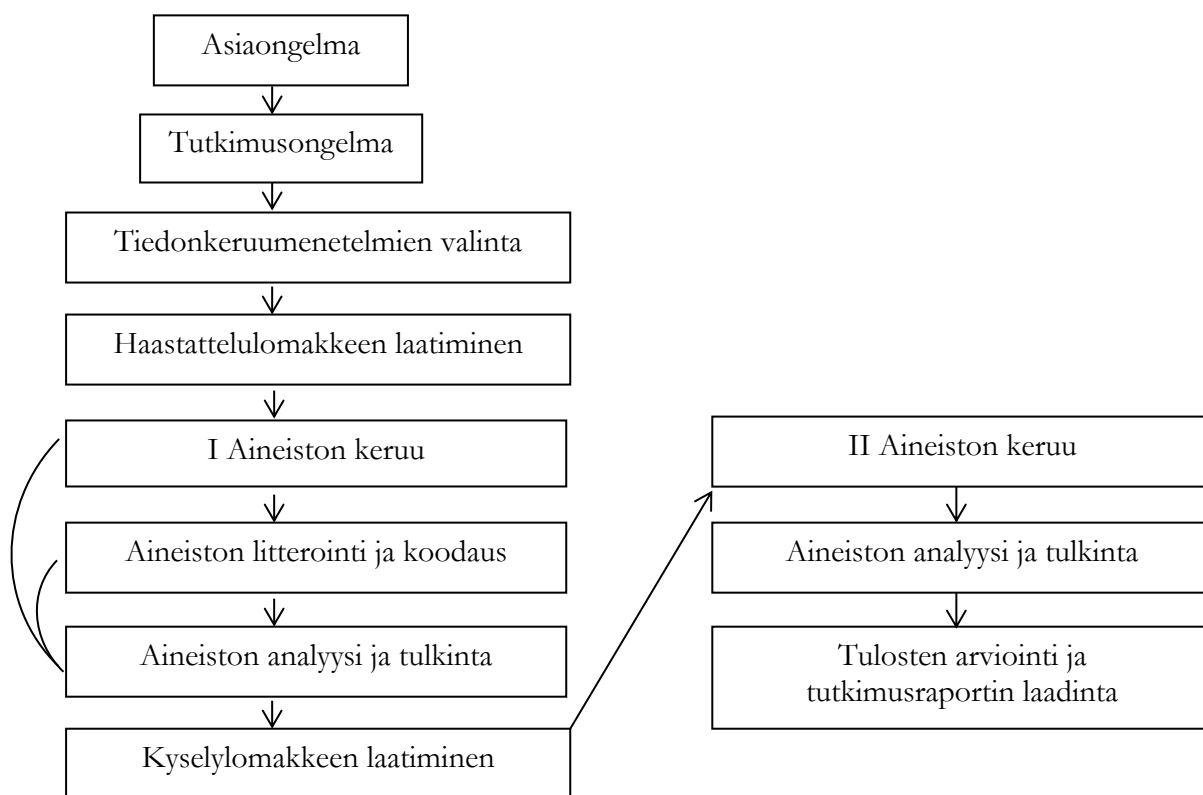 Asiaongelma
Tutkimusongelma
Tiedonkeruumenetelmien valinta
Haastattelulomakkeen laatiminen
I Aineiston keruu
Aineiston litterointi ja koodaus
Aineiston analyysi ja tulkinta
Kyselylomakkeen laatiminen
II Aineiston keruu
Aineiston analyysi ja tulkinta
Tulosten arviointi ja
tutkimusraportin laadinta